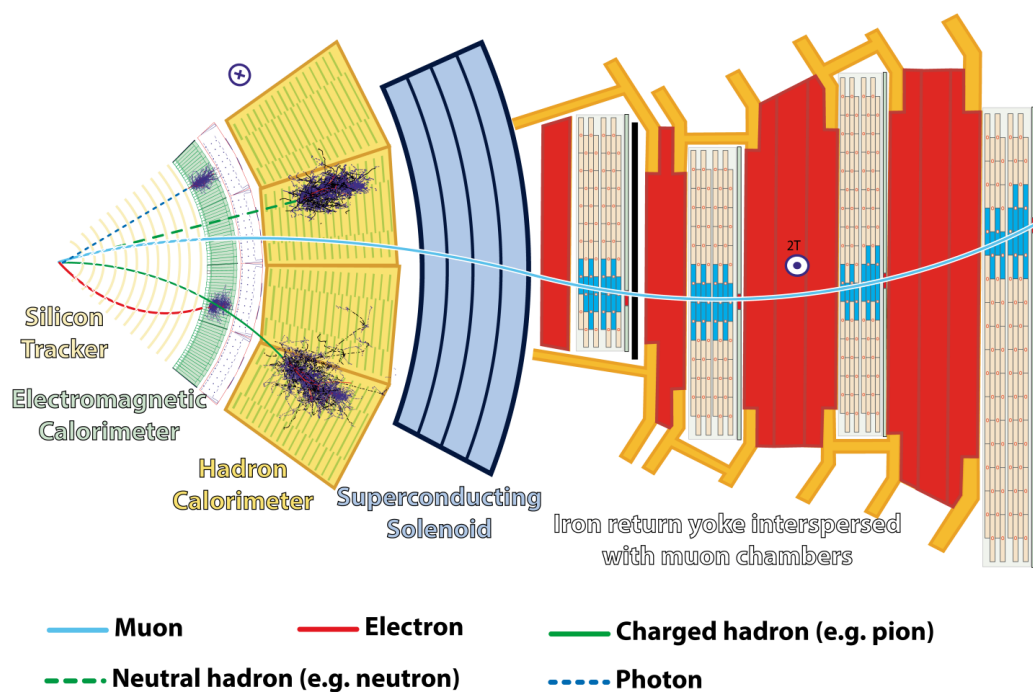 2T
Silicon
Tracker
Electromagnetic
Calorimeter
Hadron
Calorimeter
Superconducting
Solenoid
Iron return yoke interspersed
with muon chambers
Muon
Electron
Charged hadron (e.g. pion)
Neutral hadron (e.g. neutron)
Photon